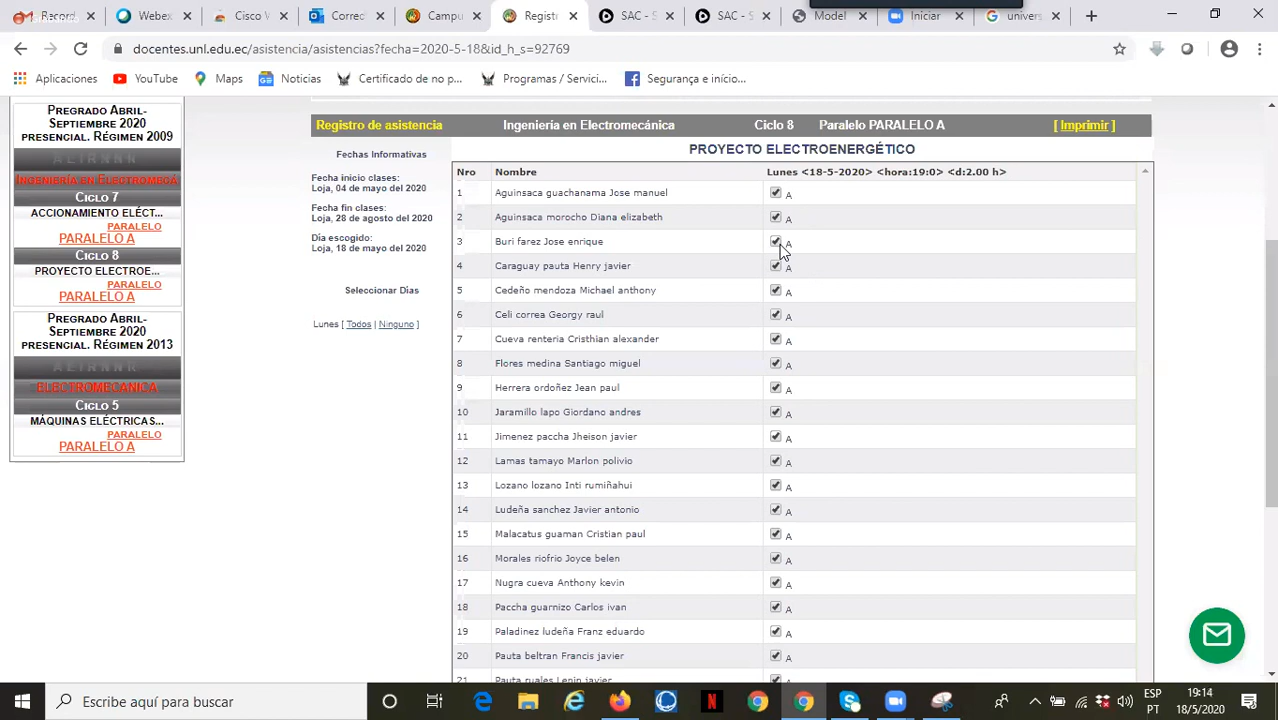 Record
Webex
Cisco V
Correo
Campu
Registr
SAC - S
SAC - S
Model
Iniciar
univers
docentes.unl.edu.ec/asistencia/asistencias?fecha=2020-5-18&id_h_s=92769
Aplicaciones
YouTube
Maps
Noticias
Certificado de no p...
Programas / Servici...
Segurança e início...
Pregrado Abril-
Septiembre 2020
presencial. Régimen 2009
Ingeniería en Electromecá
Ciclo 7
ACCIONAMIENTO ELÉCT...
PARALELO
PARALELO A
Ciclo 8
PROYECTO ELECTROE...
PARALELO
PARALELO A
Pregrado Abril-
Septiembre 2020
presencial. Régimen 2013
ELECTROMECANICA
Ciclo 5
MÁQUINAS ELÉCTRICAS...
PARALELO
PARALELO A
Registro de asistencia Ingeniería en Electromecánica Ciclo 8 Paralelo PARALELO A [ Imprimir ]
Fechas Informativas
Fecha inicio clases:
Loja, 04 de mayo del 2020
Fecha fin clases:
Loja, 28 de agosto del 2020
Día escogido:
Loja, 18 de mayo del 2020
Seleccionar Días
Lunes [ Todos | Ninguno ]
PROYECTO ELECTROENERGÉTICO
Nro Nombre Lunes <18-5-2020> <hora:19:0> <d:2.00 h>
1 Aguinsaca guachanama Jose manuel A
2 Aguinsaca morocho Diana elizabeth A
3 Buri farez Jose enrique A
4 Caraguay pauta Henry javier A
5 Cedeño mendoza Michael anthony A
6 Celi correa Georgy raul A
7 Cueva renteria Cristhian alexander A
8 Flores medina Santiago miguel A
9 Herrera ordoñez Jean paul A
10 Jaramillo lapo Giordano andres A
11 Jimenez paccha Jheison javier A
12 Lamas tamayo Marlon polivio A
13 Lozano lozano Inti rumiñahui A
14 Ludeña sanchez Javier antonio A
15 Malacatus guaman Cristian paul A
16 Morales riofrio Joyce belen A
17 Nugra cueva Anthony kevin A
18 Paccha guarnizo Carlos ivan A
19 Paladinez ludeña Franz eduardo A
20 Pauta beltran Francis javier A
21 Pauta ruales Lenin javier
Escribe aquí para buscar
ESP
PT
19:14
18/5/2020